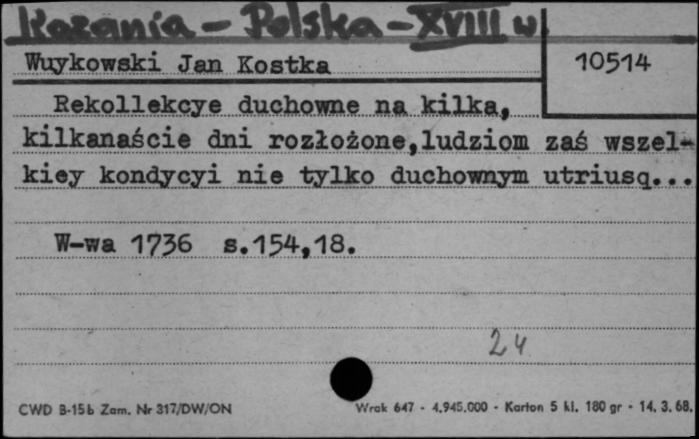 Kazania - Polska - XVIII w
Wuykowski Jan Kostka
10514
Rekollekcye duchowne na kilka,
kilkanaście dni rozłożone,ludziom zaś wszel-
kiey kondycyi nie tylko duchownym utriusq...
W-wa 1736 s.154,18.
24
CWD B-15b Zam. Nr 317/DW/ON
Wrak 647 - 4.945.000 - Karton 5 kl. 180 gr - 14. 3. 68.